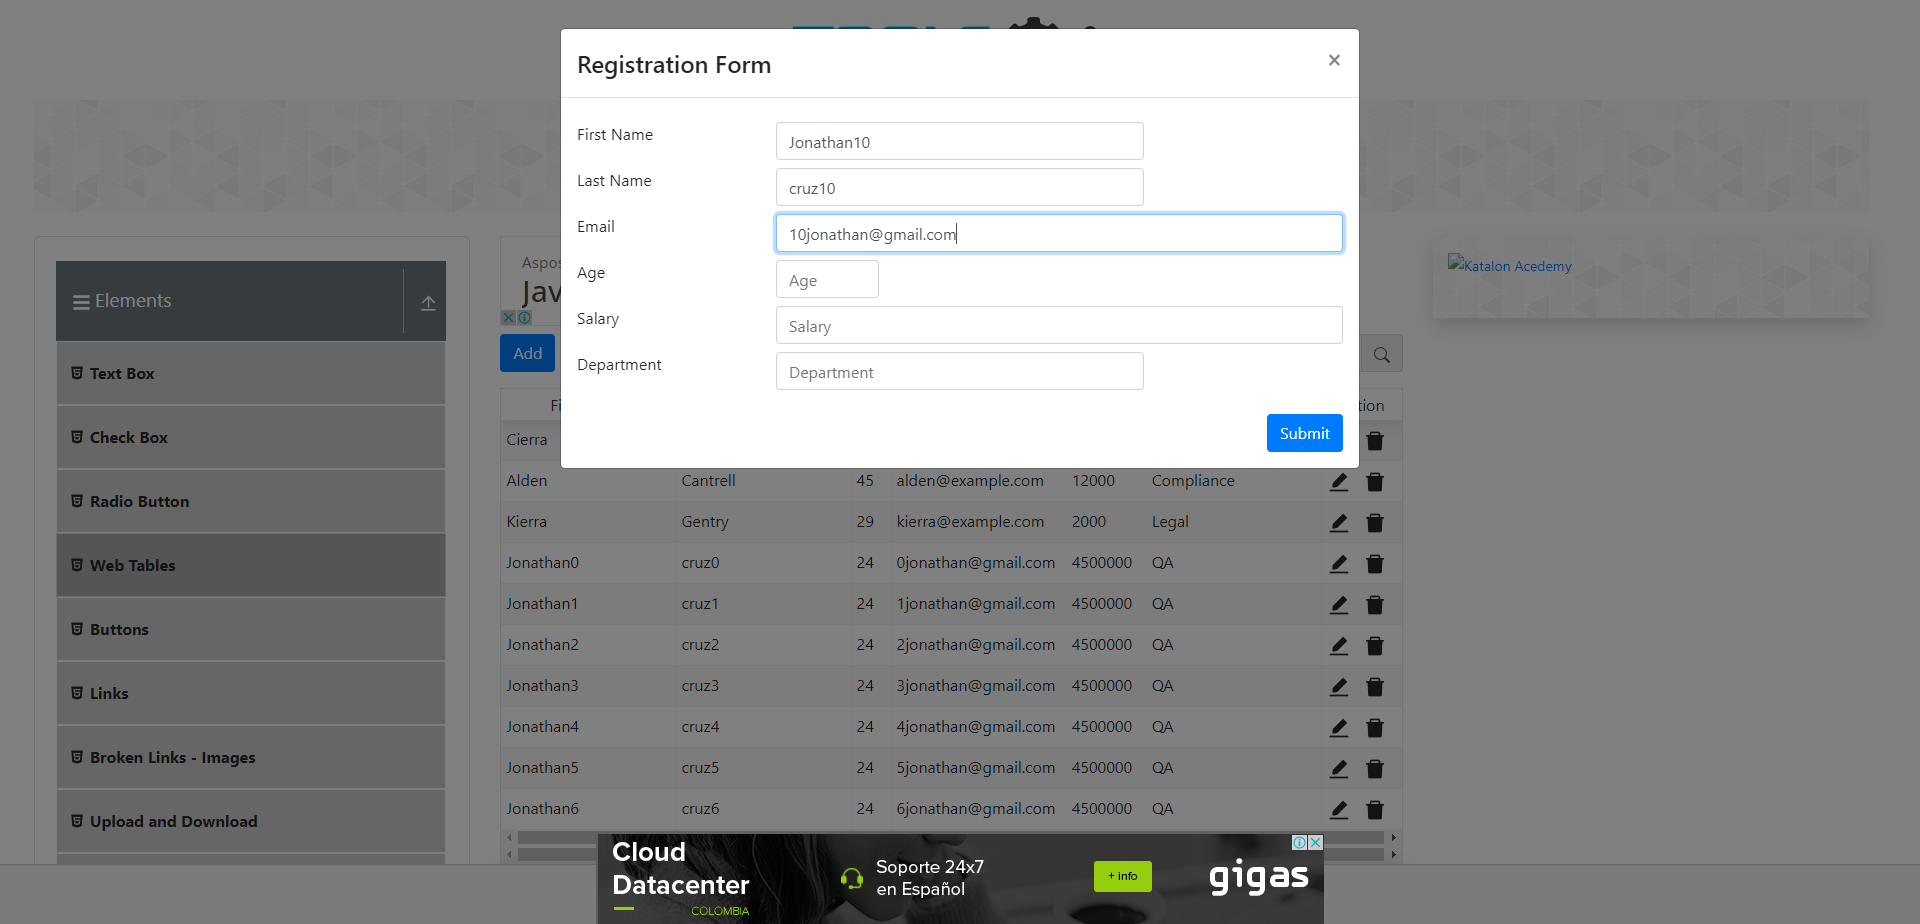 Registration Form
×
First Name
Jonathan10
Last Name
cruz10
Email
10jonathan@gmail.com
Age
Age
Salary
Salary
Department
Department
Submit
Elements
Text Box
Check Box
Radio Button
Web Tables
Buttons
Links
Broken Links - Images
Upload and Download
Aspos
Jav
Add
Katalon Acedemy
Fi
tion
Cierra
Alden Cantrell 45 alden@example.com 12000 Compliance
Kierra Gentry 29 kierra@example.com 2000 Legal
Jonathan0 cruz0 24 0jonathan@gmail.com 4500000 QA
Jonathan1 cruz1 24 1jonathan@gmail.com 4500000 QA
Jonathan2 cruz2 24 2jonathan@gmail.com 4500000 QA
Jonathan3 cruz3 24 3jonathan@gmail.com 4500000 QA
Jonathan4 cruz4 24 4jonathan@gmail.com 4500000 QA
Jonathan5 cruz5 24 5jonathan@gmail.com 4500000 QA
Jonathan6 cruz6 24 6jonathan@gmail.com 4500000 QA
Cloud
Datacenter
COLOMBIA
Soporte 24x7
en Español
+ info
gigas